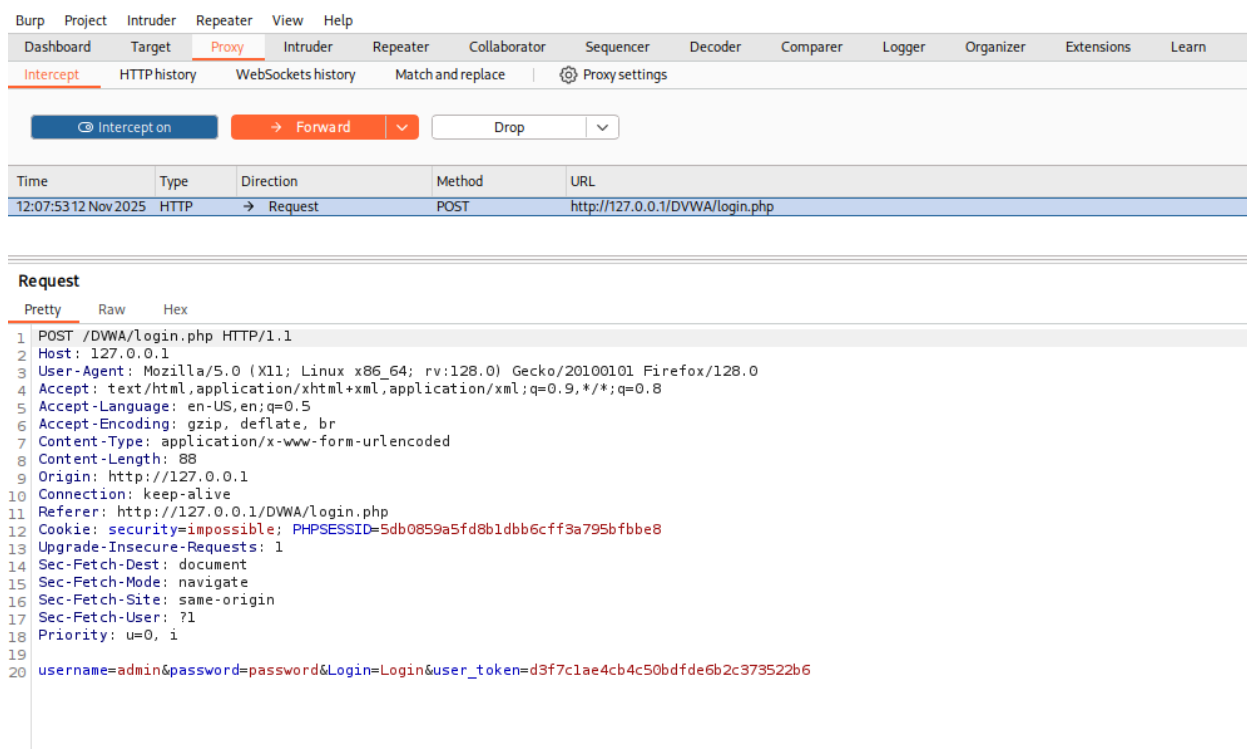 Burp Project Intruder Repeater View Help
Dashboard Target Proxy Intruder Repeater Collaborator Sequencer Decoder Comparer Logger Organizer Extensions Learn
Intercept HTTP history WebSockets history Match and replace Proxy settings
Intercept on Forward Drop
Time Type Direction Method URL
12:07:53 12 Nov 2025 HTTP → Request POST http://127.0.0.1/DVWA/login.php
Request
Pretty Raw Hex
1 POST /DVWA/login.php HTTP/1.1
2 Host: 127.0.0.1
3 User-Agent: Mozilla/5.0 (X11; Linux x86_64; rv:128.0) Gecko/20100101 Firefox/128.0
4 Accept: text/html,application/xhtml+xml,application/xml;q=0.9,*/*;q=0.8
5 Accept-Language: en-US,en;q=0.5
6 Accept-Encoding: gzip, deflate, br
7 Content-Type: application/x-www-form-urlencoded
8 Content-Length: 88
9 Origin: http://127.0.0.1
10 Connection: keep-alive
11 Referer: http://127.0.0.1/DVWA/login.php
12 Cookie: security=impossible; PHPSESSID=5db0859a5fd8b1dbb6cff3a795bfbbe8
13 Upgrade-Insecure-Requests: 1
14 Sec-Fetch-Dest: document
15 Sec-Fetch-Mode: navigate
16 Sec-Fetch-Site: same-origin
17 Sec-Fetch-User: ?1
18 Priority: u=0, i
19
20 username=admin&password=password&Login=Login&user_token=d3f7c1ae4cb4c50bdfde6b2c373522b6